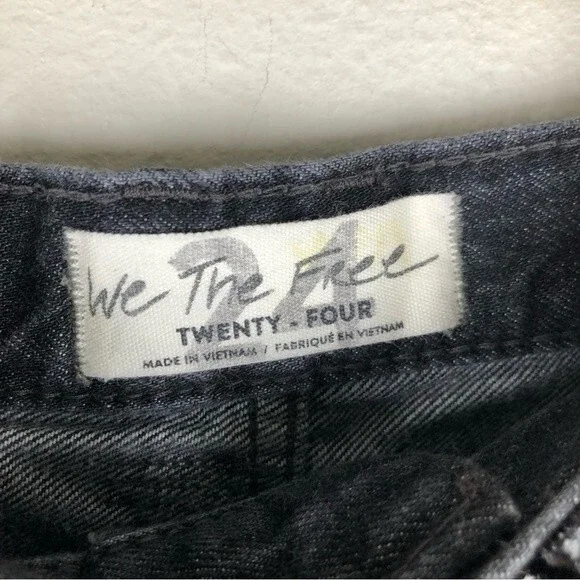 24
We The Free
TWENTY - FOUR
MADE IN VIETNAM / FABRIQUÉ EN VIETNAM